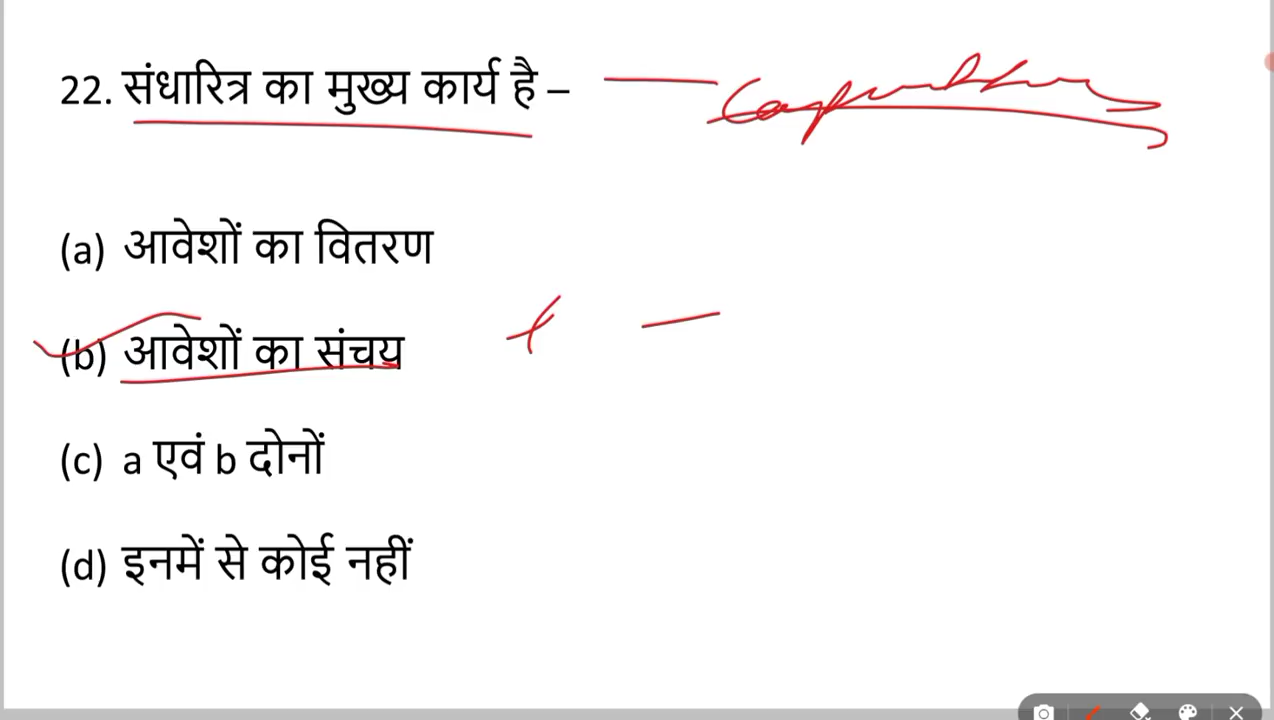 22. संधारित्र का मुख्य कार्य है –
(a) आवेशों का वितरण
(b) आवेशों का संचय
+ —
(c) a एवं b दोनों
(d) इनमें से कोई नहीं